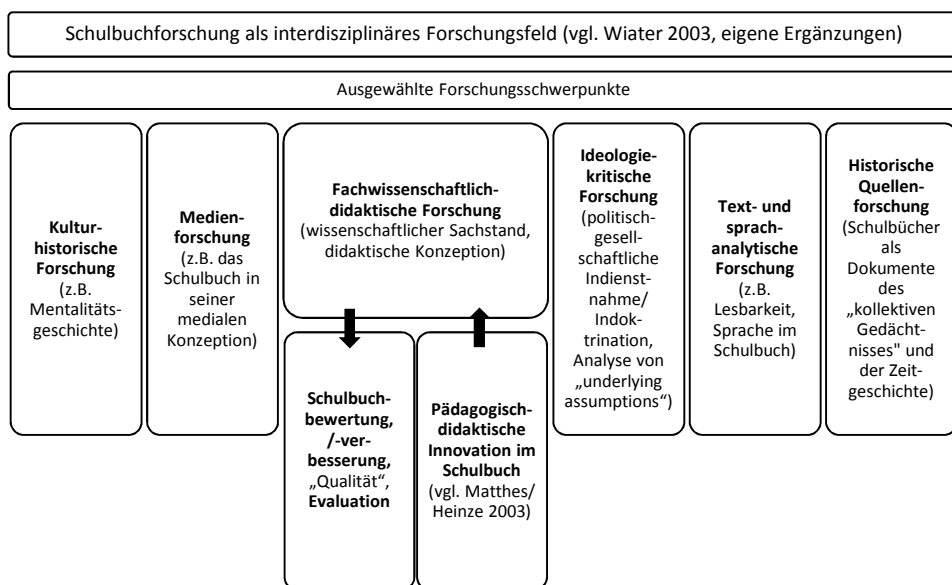 Schulbuchforschung als interdisziplinäres Forschungsfeld (vgl. Wiater 2003, eigene Ergänzungen)
Ausgewählte Forschungsschwerpunkte
Kultur-
historische
Forschung
(z.B.
Mentalitäts-
geschichte)
Medien-
forschung
(z.B. das
Schulbuch in
seiner
medialen
Konzeption)
Fachwissenschaftlich-
didaktische Forschung
(wissenschaftlicher Sachstand,
didaktische Konzeption)
Schulbuch-
bewertung,
/-ver-
besserung,
„Qualität“,
Evaluation
Pädagogisch-
didaktische
Innovation im
Schulbuch
(vgl. Matthes/
Heinze 2003)
Ideologie-
kritische
Forschung
(politisch-
gesell-
schaftliche
Indienst-
nahme/
Indok-
trination,
Analyse von
„underlying
assumptions“)
Text- und
sprach-
analytische
Forschung
(z.B.
Lesbarkeit,
Sprache im
Schulbuch)
Historische
Quellen-
forschung
(Schulbücher
als
Dokumente
des
„kollektiven
Gedächt-
nisses" und
der Zeit-
geschichte)